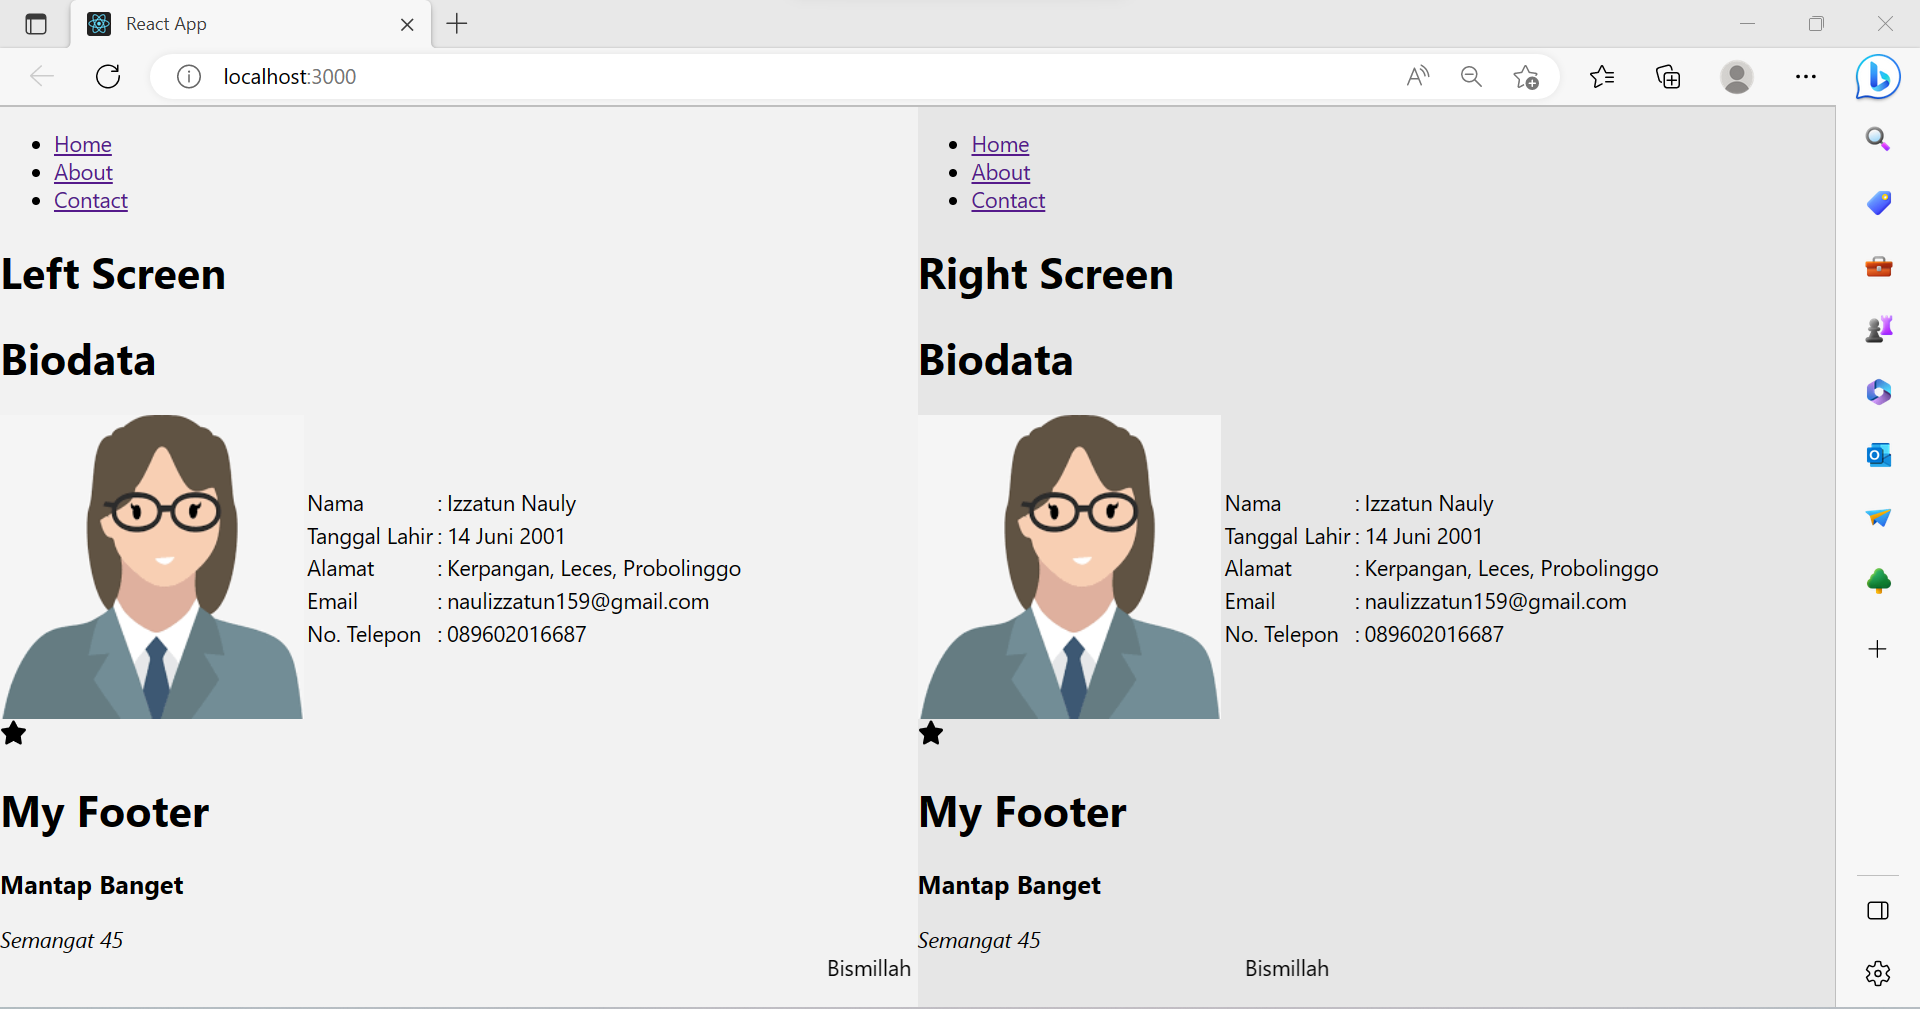 React App
localhost:3000
Home
About
Contact
Left Screen
Biodata
Nama : Izzatun Nauly
Tanggal Lahir : 14 Juni 2001
Alamat : Kerpangan, Leces, Probolinggo
Email : naulizzatun159@gmail.com
No. Telepon : 089602016687
My Footer
Mantap Banget
Semangat 45
Bismillah
Home
About
Contact
Right Screen
Biodata
Nama : Izzatun Nauly
Tanggal Lahir : 14 Juni 2001
Alamat : Kerpangan, Leces, Probolinggo
Email : naulizzatun159@gmail.com
No. Telepon : 089602016687
My Footer
Mantap Banget
Semangat 45
Bismillah